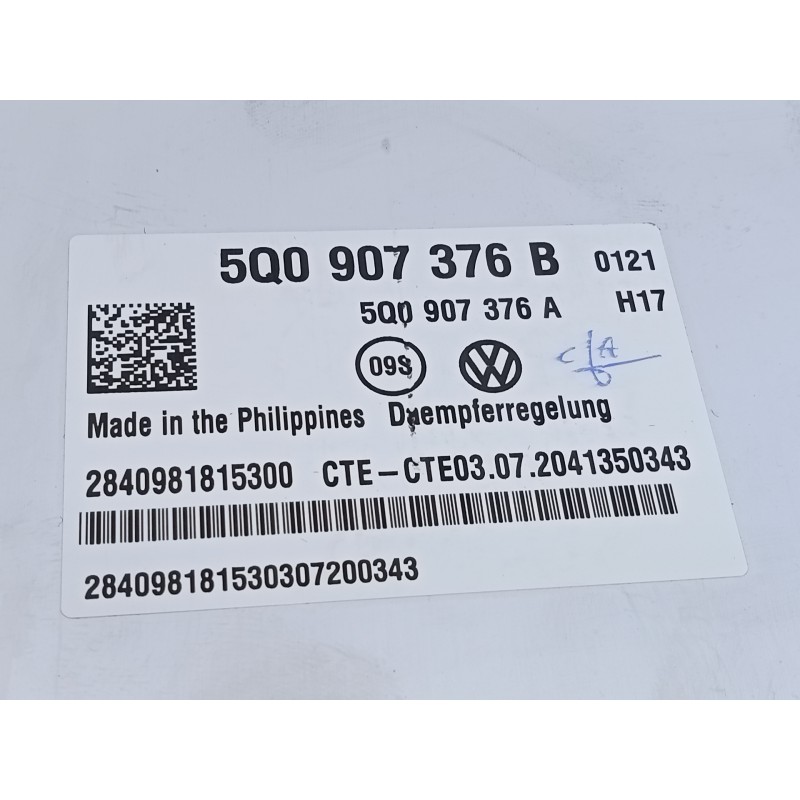 5Q0 907 376 B 0121
5Q0 907 376 A H17
09S
Made in the Philippines Daempferregelung
2840981815300 CTE-CTE03.07.2041350343
284098181530307200343